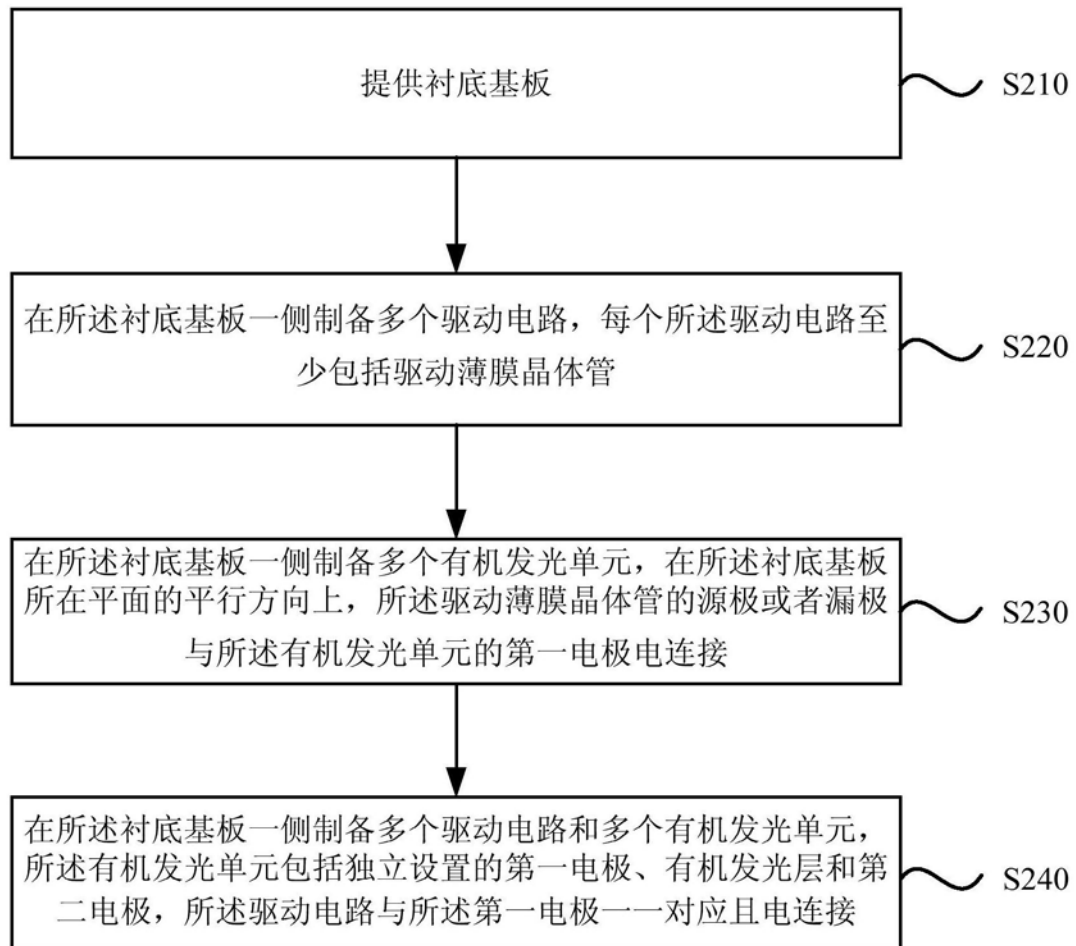 提供衬底基板
S210
在所述衬底基板一侧制备多个驱动电路，每个所述驱动电路至
少包括驱动薄膜晶体管
S220
在所述衬底基板一侧制备多个有机发光单元，在所述衬底基板
所在平面的平行方向上，所述驱动薄膜晶体管的源极或者漏极
与所述有机发光单元的第一电极电连接
S230
在所述衬底基板一侧制备多个驱动电路和多个有机发光单元，
所述有机发光单元包括独立设置的第一电极、有机发光层和第
二电极，所述驱动电路与所述第一电极一一对应且电连接
S240